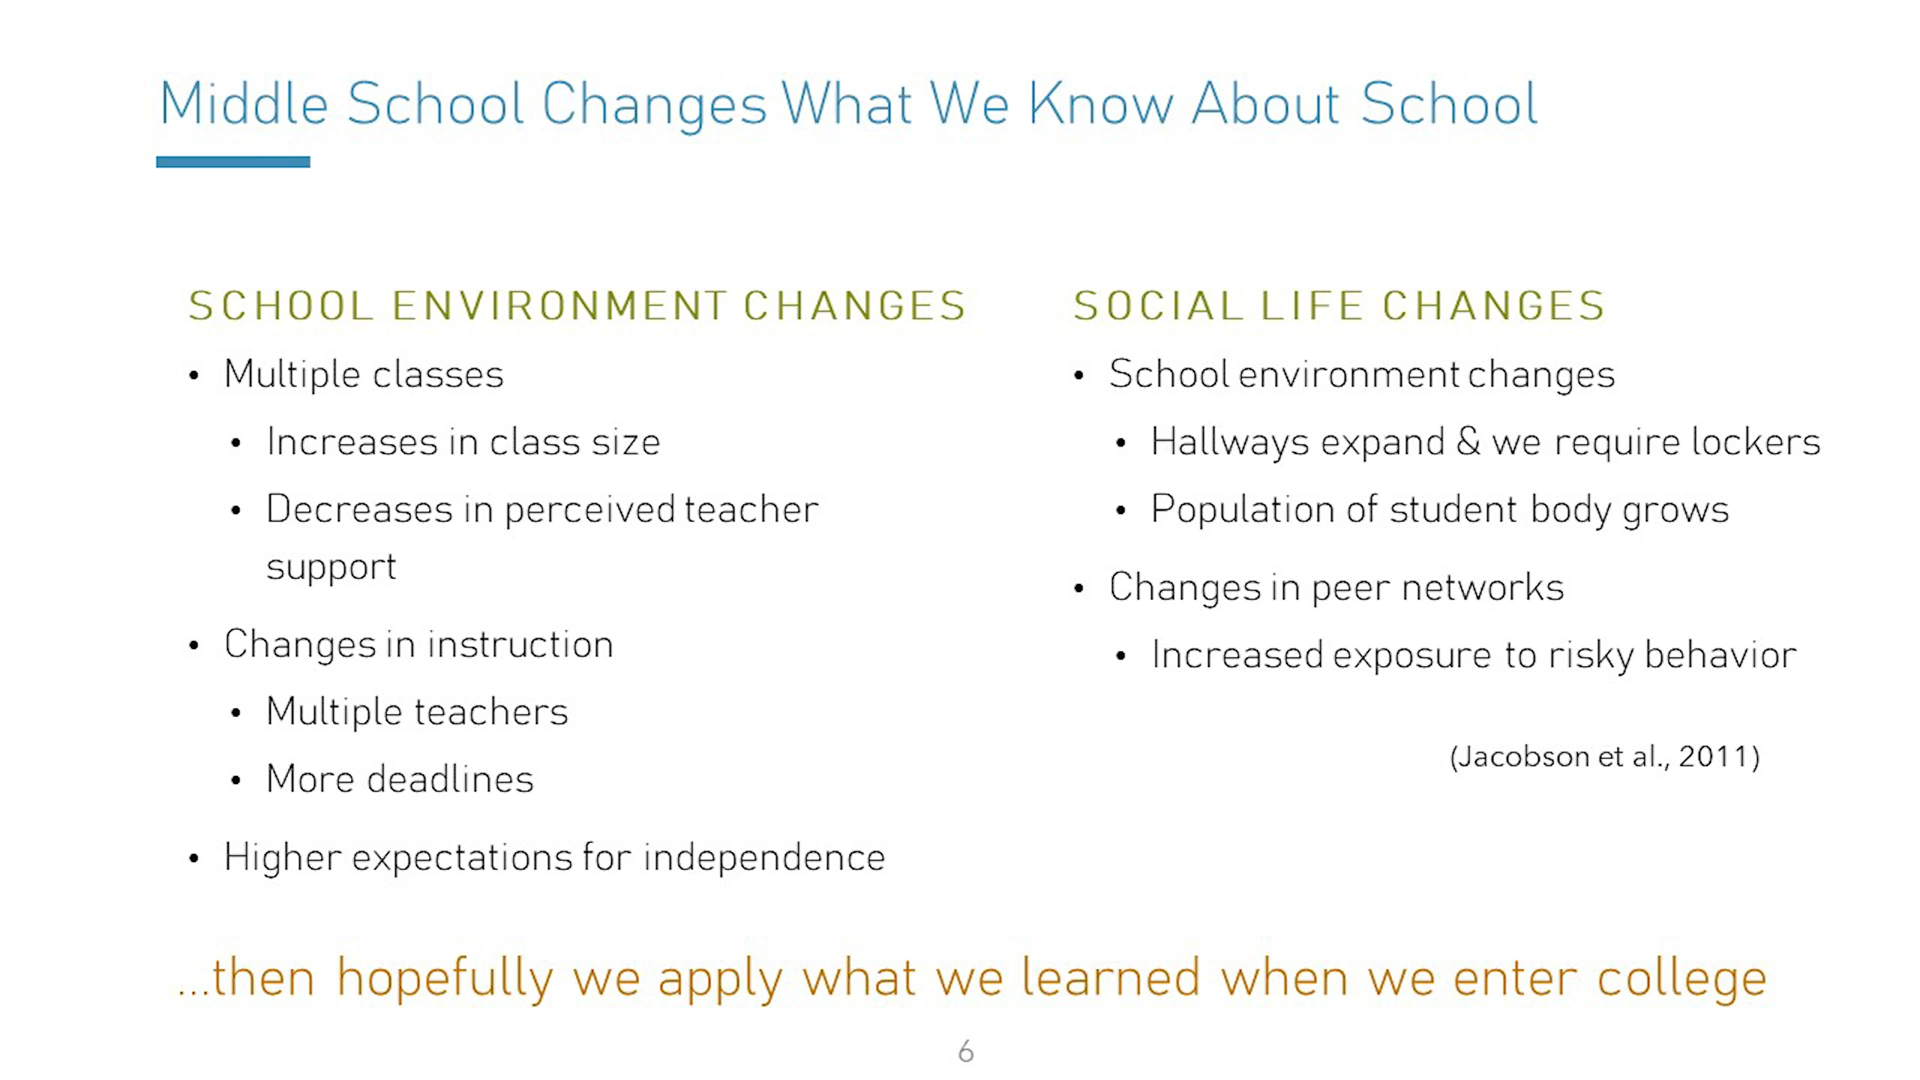 Middle School Changes What We Know About School
SCHOOL ENVIRONMENT CHANGES
• Multiple classes
• Increases in class size
• Decreases in perceived teacher
support
• Changes in instruction
• Multiple teachers
• More deadlines
• Higher expectations for independence
SOCIAL LIFE CHANGES
• School environment changes
• Hallways expand & we require lockers
• Population of student body grows
• Changes in peer networks
• Increased exposure to risky behavior
(Jacobson et al., 2011)
...then hopefully we apply what we learned when we enter college
6